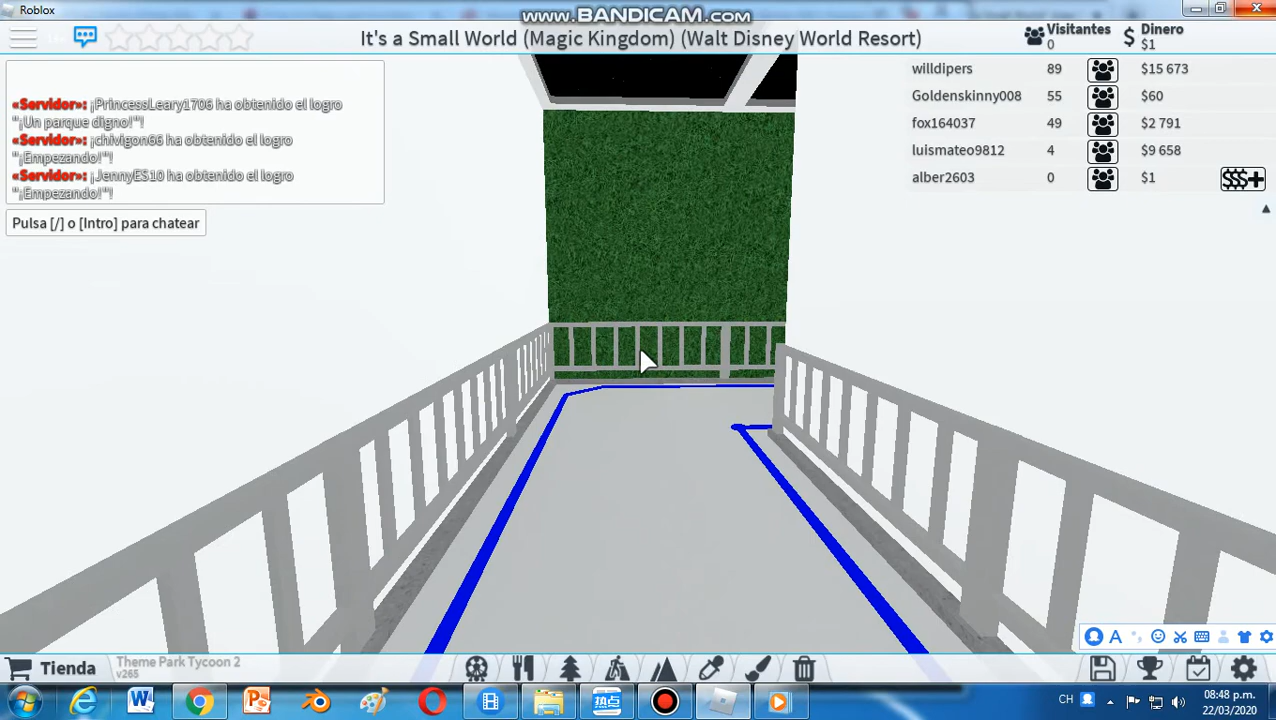 Roblox
www.BANDICAM.com
It's a Small World (Magic Kingdom) (Walt Disney World Resort)
Visitantes
0
Dinero
$1
$
willdipers 89 $15 673
Goldenskinny008 55 $60
fox164037 49 $2 791
luismateo9812 4 $9 658
alber2603 0 $1 $$$+
«Servidor»: ¡PrincessLeary1706 ha obtenido el logro
"¡Un parque digno!"!
«Servidor»: ¡chivigon66 ha obtenido el logro
"¡Empezando!"!
«Servidor»: ¡JennyES10 ha obtenido el logro
"¡Empezando!"!
Pulsa [/] o [Intro] para chatear
Tienda
Theme Park Tycoon 2
v265
热点
CH
08:48 p.m.
22/03/2020